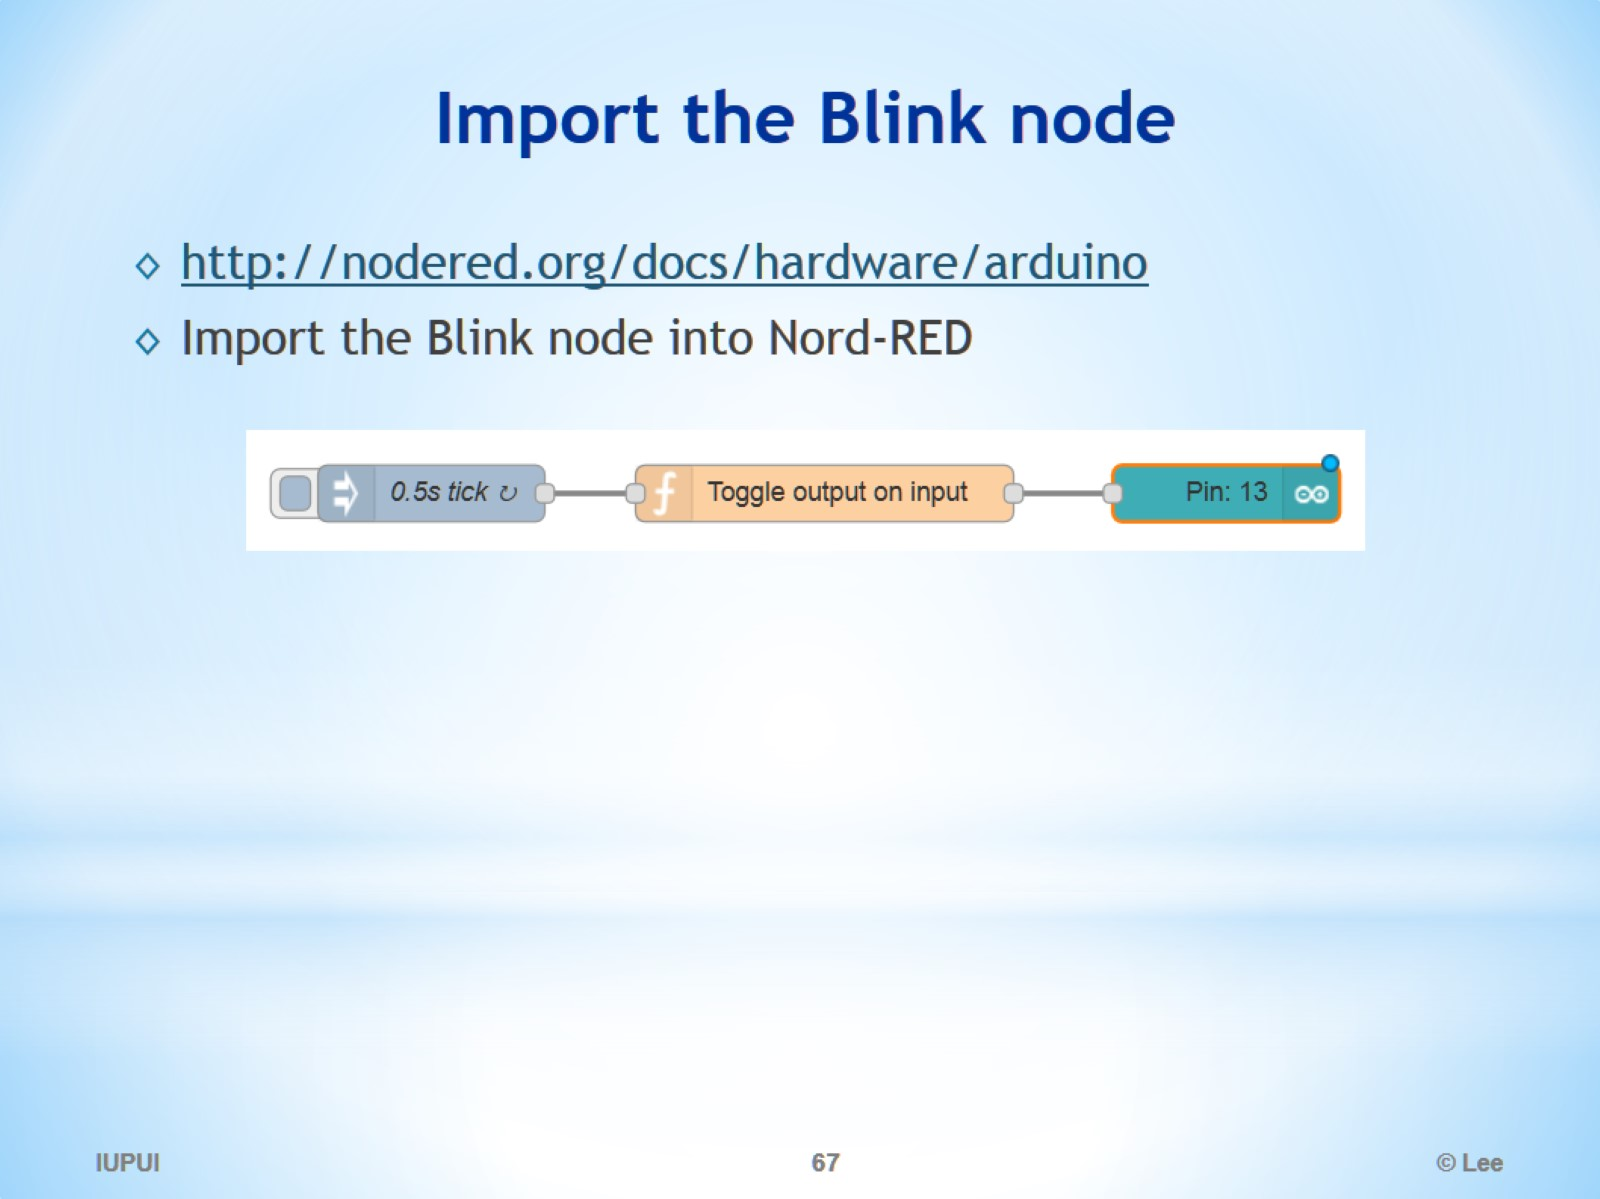 Import the Blink node
http://nodered.org/docs/hardware/arduino
Import the Blink node into Nord-RED
0.5s tick ↻
Toggle output on input
Pin: 13
IUPUI
67
© Lee